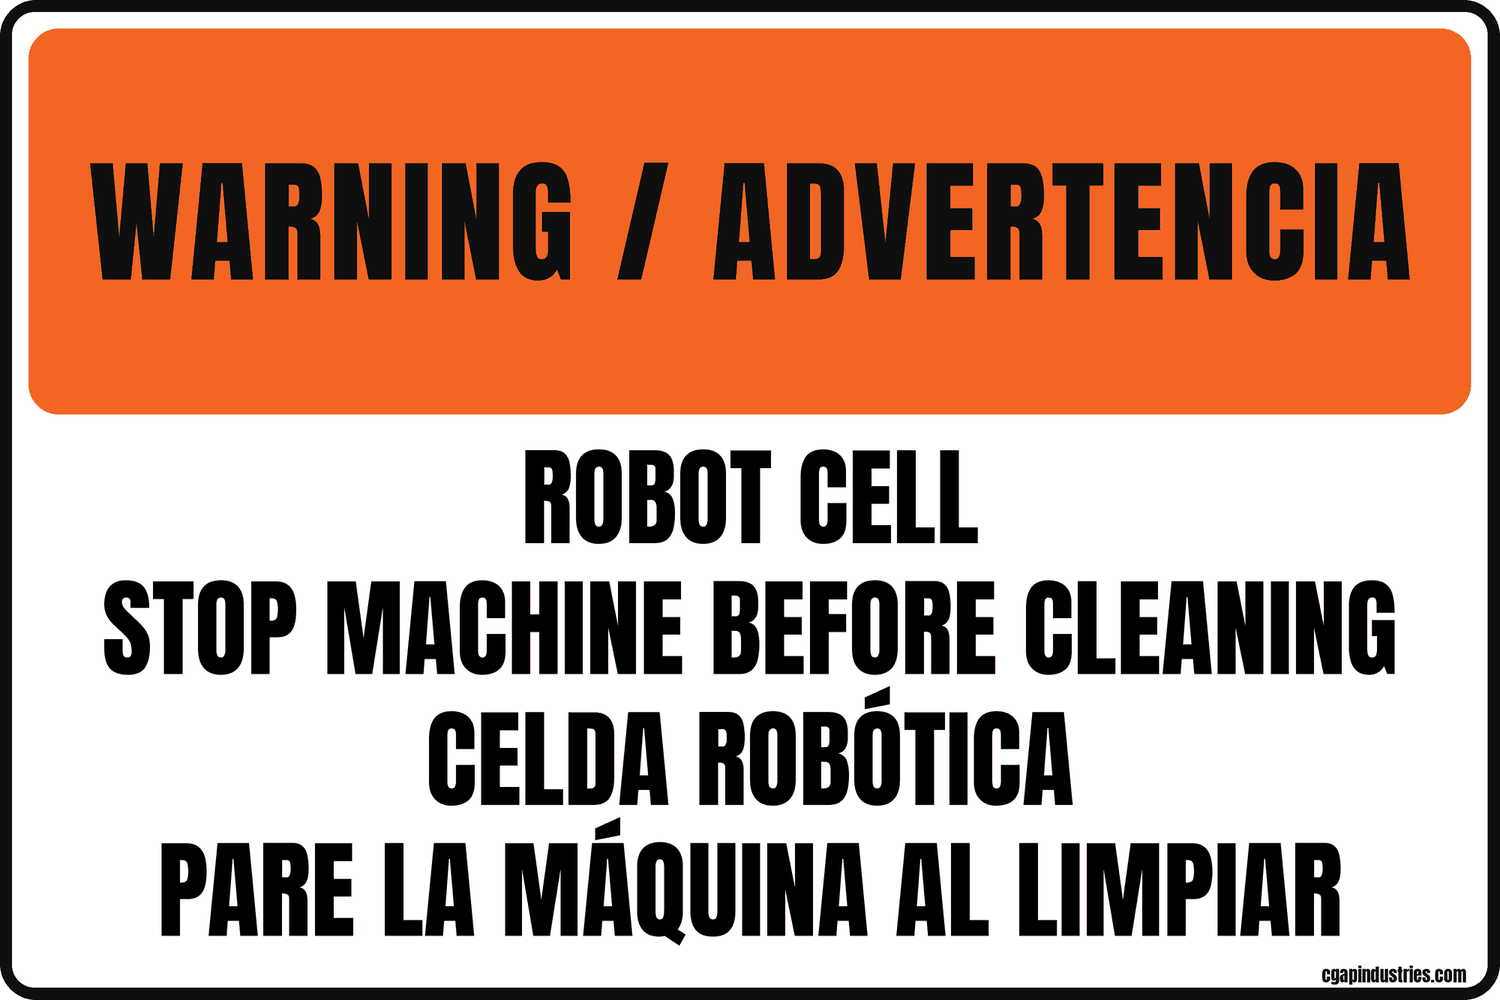 WARNING / ADVERTENCIA
ROBOT CELL
STOP MACHINE BEFORE CLEANING
CELDA ROBÓTICA
PARE LA MÁQUINA AL LIMPIAR
cgapindustries.com